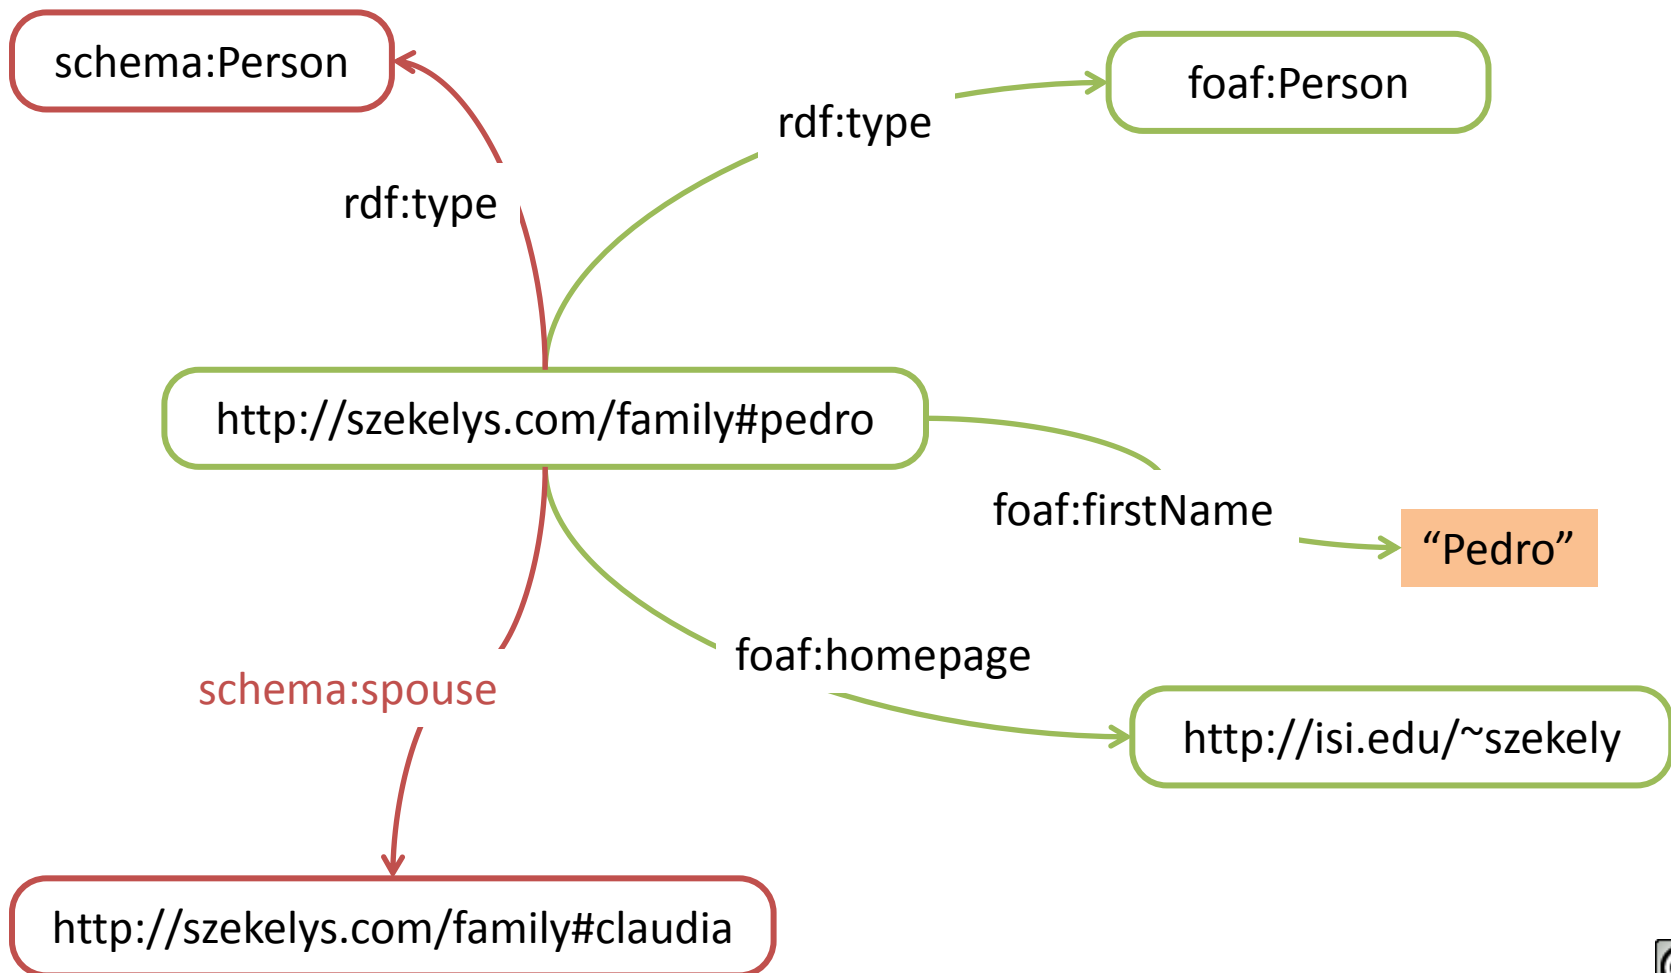 schema:Person
foaf:Person
rdf:type
rdf:type
http://szekelys.com/family#pedro
foaf:firstName
“Pedro”
foaf:homepage
schema:spouse
http://isi.edu/~szekely
http://szekelys.com/family#claudia